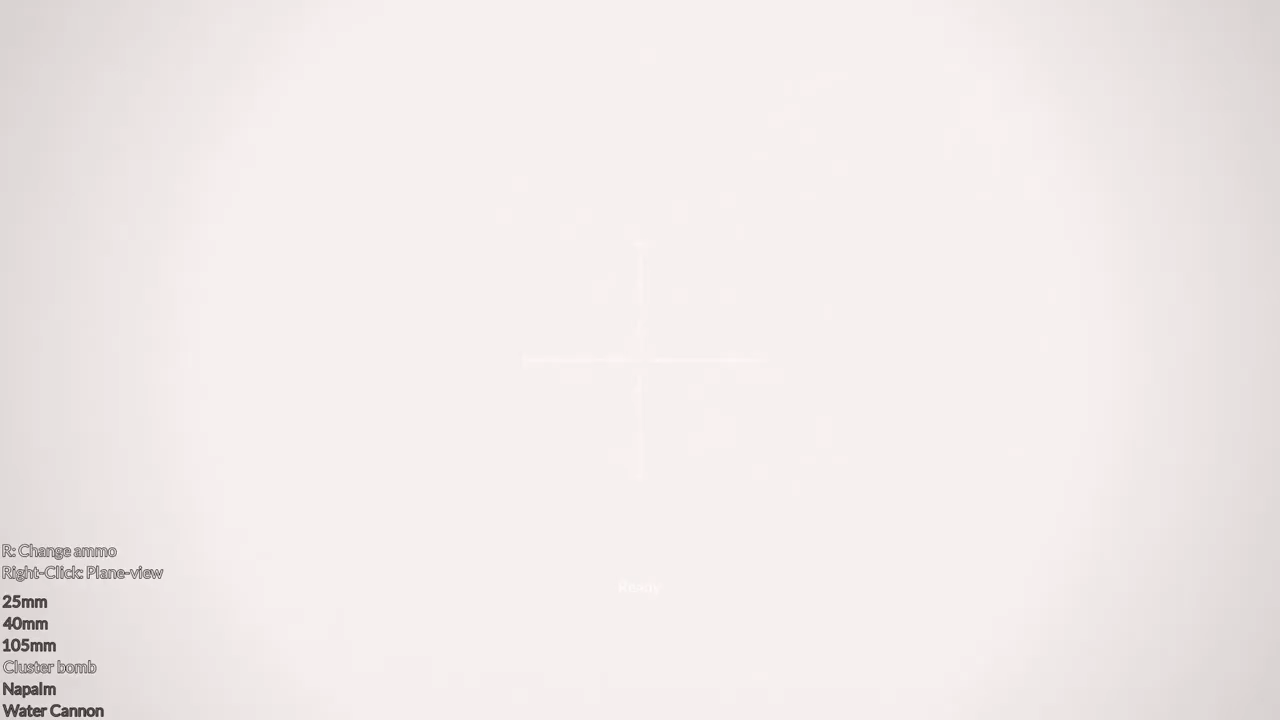 R: Change ammo
Right-Click: Plane-view
Ready
25mm
40mm
105mm
Cluster bomb
Napalm
Water Cannon